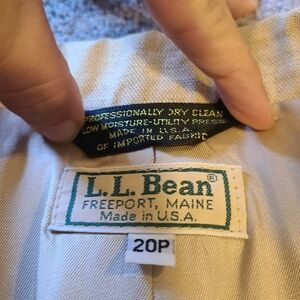 PROFESSIONALLY DRY CLEAN
LOW MOISTURE-UTILITY PRESS
MADE IN U.S.A.
OF IMPORTED FABRIC
L.L.Bean®
FREEPORT, MAINE
Made in U.S.A.
20P